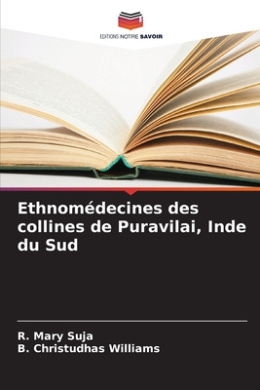 EDITIONS NOTRE SAVOIR
Ethnomédecines des
collines de Puravilai, Inde
du Sud
R. Mary Suja
B. Christudhas Williams